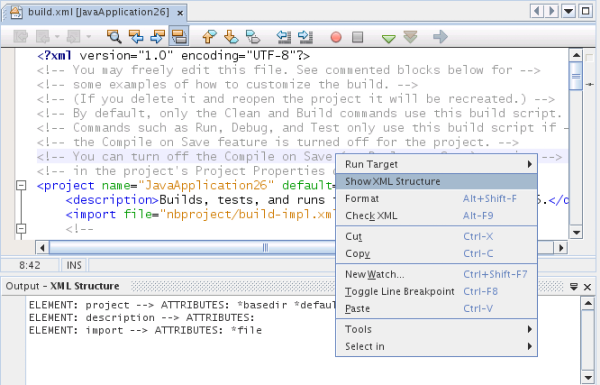 build.xml [JavaApplication26]
<?xml version="1.0" encoding="UTF-8"?>
<!-- You may freely edit this file. See commented blocks below for -->
<!-- some examples of how to customize the build. -->
<!-- (If you delete it and reopen the project it will be recreated.) -->
<!-- By default, only the Clean and Build commands use this build script.
<!-- Commands such as Run, Debug, and Test only use this build script if -
<!-- the Compile on Save feature is turned off for the project. -->
<!-- You can turn off the Compile on Save
<!-- in the project's Project Properties
<project name="JavaApplication26" default=
<description>Builds, tests, and runs
<import file="nbproject/build-impl.xm
<!--
Run Target
Show XML Structure
Format Alt+Shift-F
Check XML Alt-F9
Cut Ctrl-X
Copy Ctrl-C
New Watch... Ctrl+Shift-F7
Toggle Line Breakpoint Ctrl-F8
Paste Ctrl-V
Tools
Select in
8:42 INS
Output - XML Structure
ELEMENT: project --> ATTRIBUTES: *basedir *defau
ELEMENT: description --> ATTRIBUTES:
ELEMENT: import --> ATTRIBUTES: *file